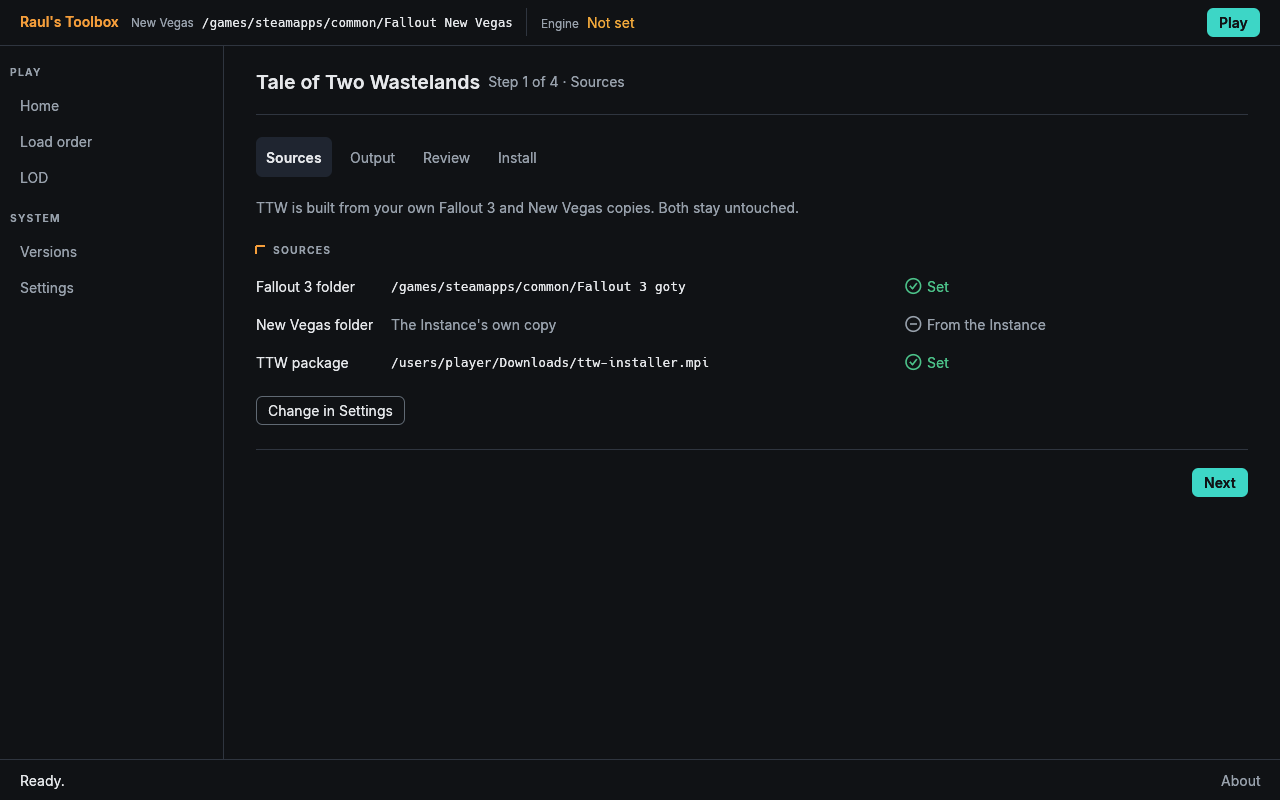 Raul's Toolbox New Vegas /games/steamapps/common/Fallout New Vegas Engine Not set Play
PLAY
Home
Load order
LOD
SYSTEM
Versions
Settings
Tale of Two Wastelands Step 1 of 4 · Sources
Sources Output Review Install
TTW is built from your own Fallout 3 and New Vegas copies. Both stay untouched.
SOURCES
Fallout 3 folder /games/steamapps/common/Fallout 3 goty Set
New Vegas folder The Instance's own copy From the Instance
TTW package /users/player/Downloads/ttw-installer.mpi Set
Change in Settings
Next
Ready. About